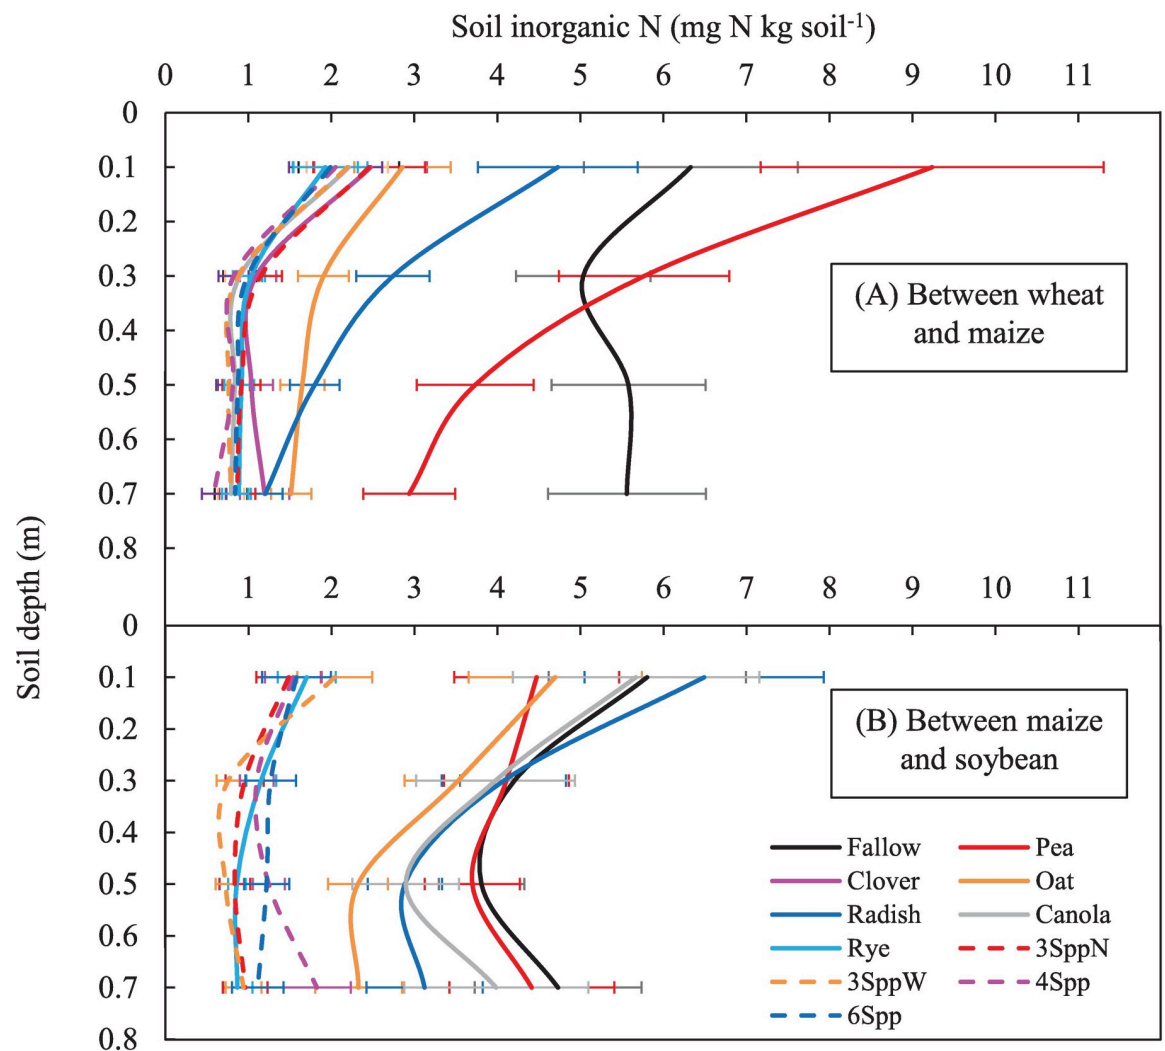 Soil inorganic N (mg N kg soil⁻¹)
0 1 2 3 4 5 6 7 8 9 10 11
0
0.1
0.2
0.3
0.4
0.5
0.6
0.7
0.8
(A) Between wheat
and maize
Soil depth (m)
1 2 3 4 5 6 7 8 9 10 11
0
0.1
0.2
0.3
0.4
0.5
0.6
0.7
0.8
(B) Between maize
and soybean
Fallow Pea
Clover Oat
Radish Canola
Rye 3SppN
3SppW 4Spp
6Spp